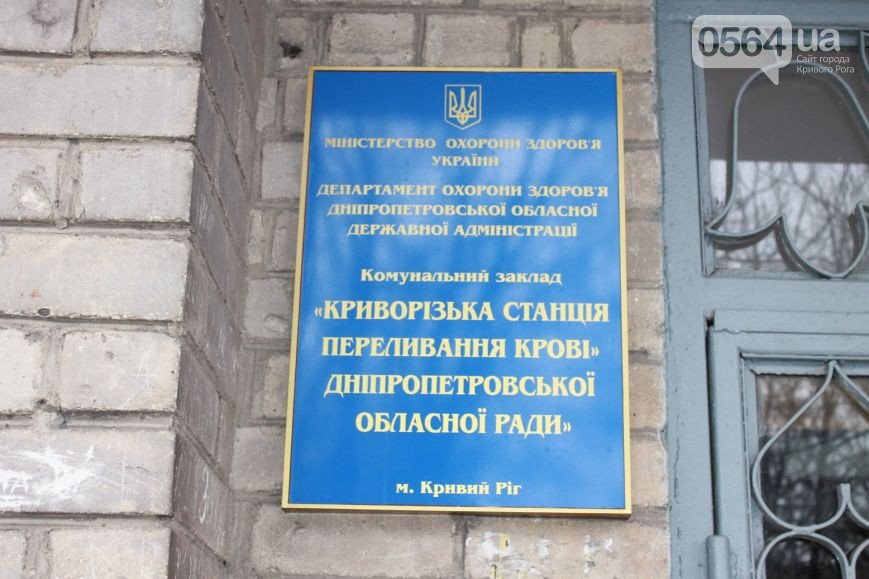 0564.ua
Сайт города
Кривого Рога
МІНІСТЕРСТВО ОХОРОНИ ЗДОРОВ'Я
УКРАЇНИ
ДЕПАРТАМЕНТ ОХОРОНИ ЗДОРОВ'Я
ДНІПРОПЕТРОВСЬКОЇ ОБЛАСНОЇ
ДЕРЖАВНОЇ АДМІНІСТРАЦІЇ
Комунальний заклад
«КРИВОРІЗЬКА СТАНЦІЯ
ПЕРЕЛИВАННЯ КРОВІ»
ДНІПРОПЕТРОВСЬКОЇ
ОБЛАСНОЇ РАДИ»
м. Кривий Ріг